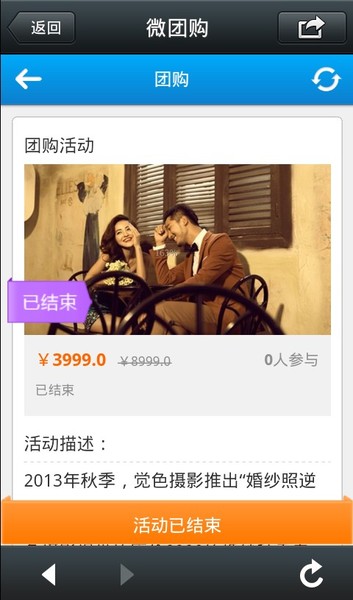 返回
微团购
团购
团购活动
已结束
￥3999.0 ￥8999.0 0人参与
已结束
活动描述：
2013年秋季，觉色摄影推出“婚纱照逆
活动已结束